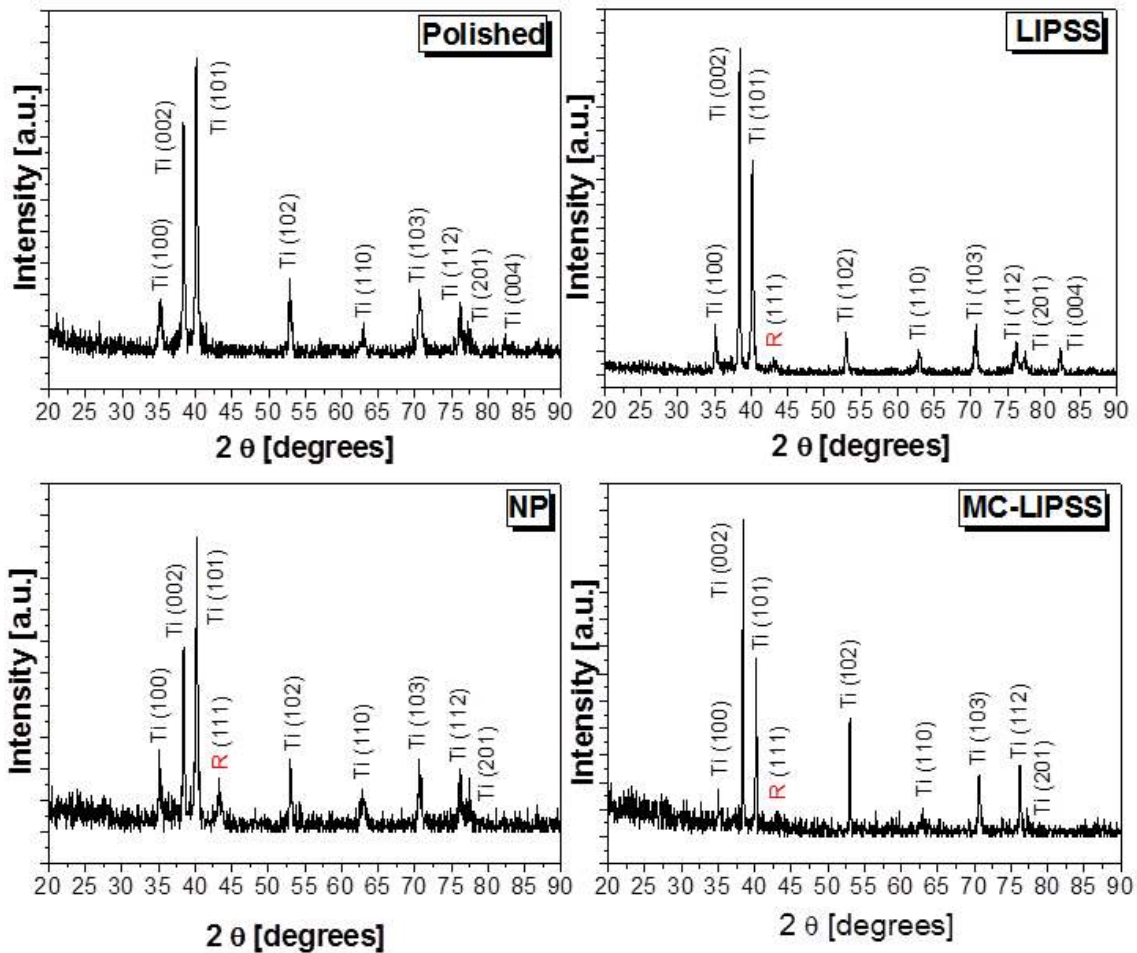 Polished
Intensity [a.u.]
Ti (100)
Ti (002)
Ti (101)
Ti (102)
Ti (110)
Ti (103)
Ti (112)
Ti (201)
Ti (004)
20 25 30 35 40 45 50 55 60 65 70 75 80 85 90
2 θ [degrees]
LIPSS
Intensity [a.u.]
Ti (100)
Ti (002)
Ti (101)
R (111)
Ti (102)
Ti (110)
Ti (103)
Ti (112)
Ti (201)
Ti (004)
20 25 30 35 40 45 50 55 60 65 70 75 80 85 90
2 θ [degrees]
NP
Intensity [a.u.]
Ti (100)
Ti (002)
Ti (101)
R (111)
Ti (102)
Ti (110)
Ti (103)
Ti (112)
Ti (201)
20 25 30 35 40 45 50 55 60 65 70 75 80 85 90
2 θ [degrees]
MC-LIPSS
Intensity [a.u.]
Ti (100)
Ti (002)
Ti (101)
R (111)
Ti (102)
Ti (110)
Ti (103)
Ti (112)
Ti (201)
20 25 30 35 40 45 50 55 60 65 70 75 80 85 90
2 θ [degrees]